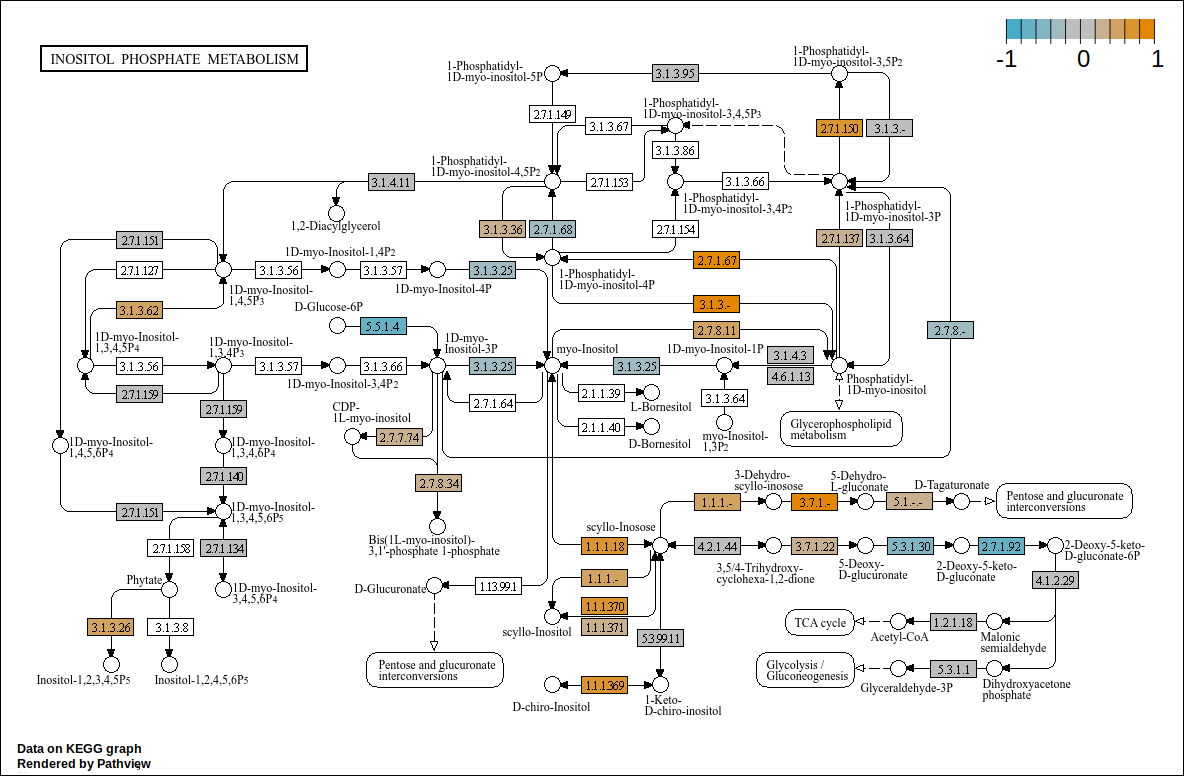 INOSITOL PHOSPHATE METABOLISM
-1 0 1
1-Phosphatidyl-
1D-myo-inositol-5P
3.1.3.95
1-Phosphatidyl-
1D-myo-inositol-3,5P2
2.7.1.149
3.1.3.67
1-Phosphatidyl-
1D-myo-inositol-3,4,5P3
2.7.1.150
3.1.3.-
3.1.3.86
1-Phosphatidyl-
1D-myo-inositol-4,5P2
3.1.4.11
2.7.1.153
3.1.3.66
1,2-Diacylglycerol
1-Phosphatidyl-
1D-myo-inositol-3,4P2
1-Phosphatidyl-
1D-myo-inositol-3P
3.1.3.36
2.7.1.68
2.7.1.154
2.7.1.137
3.1.3.64
2.7.1.151
1D-myo-Inositol-1,4P2
2.7.1.67
2.7.1.127
3.1.3.56
3.1.3.57
3.1.3.25
1-Phosphatidyl-
1D-myo-inositol-4P
1D-myo-Inositol-
1,4,5P3
1D-myo-Inositol-4P
3.1.3.62
D-Glucose-6P
3.1.3.-
5.5.1.4
2.7.8.11
2.7.8.-
1D-myo-Inositol-
1,3,4,5P4
1D-myo-Inositol-
1,3,4P3
1D-myo-
Inositol-3P
myo-Inositol
1D-myo-Inositol-1P
3.1.4.3
3.1.3.56
3.1.3.57
3.1.3.66
3.1.3.25
3.1.3.25
4.6.1.13
1D-myo-Inositol-3,4P2
Phosphatidyl-
1D-myo-inositol
2.7.1.159
2.7.1.159
2.7.1.64
2.1.1.39
L-Bornesitol
3.1.3.64
CDP-
1L-myo-inositol
2.7.7.74
2.1.1.40
D-Bornesitol
myo-Inositol-
1,3P2
Glycerophospholipid
metabolism
1D-myo-Inositol-
1,4,5,6P4
1D-myo-Inositol-
1,3,4,6P4
2.7.1.140
2.7.8.34
3-Dehydro-
scyllo-inosose
5-Dehydro-
L-gluconate
D-Tagaturonate
1.1.1.-
3.7.1.-
5.1.-.-
Pentose and glucuronate
interconversions
2.7.1.151
1D-myo-Inositol-
1,3,4,5,6P5
scyllo-Inosose
Bis(1L-myo-inositol)-
3,1'-phosphate 1-phosphate
2.7.1.158
2.7.1.134
1.1.1.18
4.2.1.44
3.7.1.22
5.3.1.30
2.7.1.92
2-Deoxy-5-keto-
D-gluconate-6P
3,5/4-Trihydroxy-
cyclohexa-1,2-dione
5-Deoxy-
D-glucuronate
2-Deoxy-5-keto-
D-gluconate
Phytate
1D-myo-Inositol-
3,4,5,6P4
D-Glucuronate
1.13.99.1
1.1.1.-
4.1.2.29
1.1.1.370
1.1.1.371
scyllo-Inositol
5.3.99.11
3.1.3.26
3.1.3.8
TCA cycle
Acetyl-CoA
1.2.1.18
Malonic
semialdehyde
Inositol-1,2,3,4,5P5
Inositol-1,2,4,5,6P5
Pentose and glucuronate
interconversions
Glycolysis /
Gluconeogenesis
Glyceraldehyde-3P
5.3.1.1
Dihydroxyacetone
phosphate
D-chiro-Inositol
1.1.1.369
1-Keto-
D-chiro-inositol
Data on KEGG graph
Rendered by Pathview